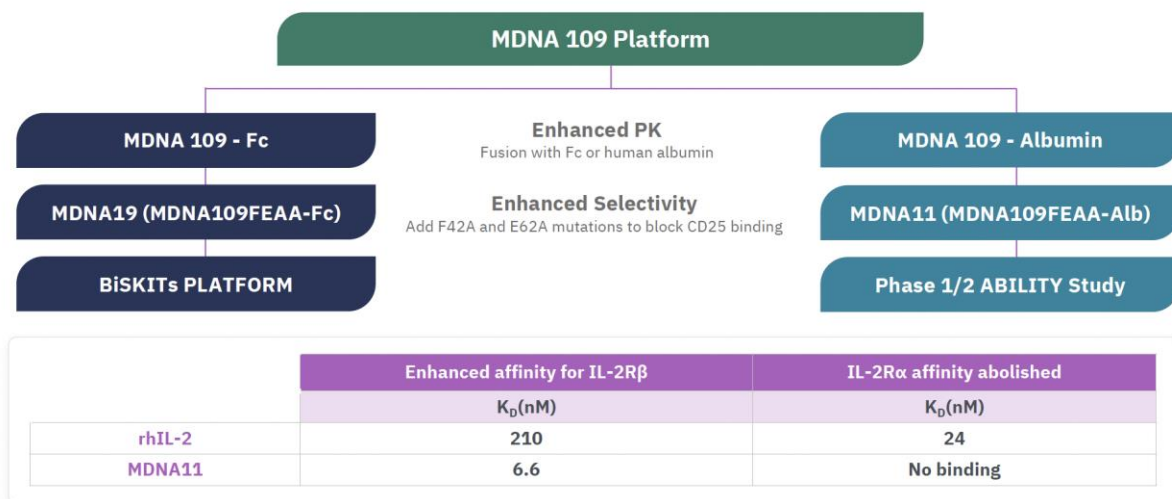 MDNA 109 Platform
MDNA 109 - Fc
Enhanced PK
Fusion with Fc or human albumin
MDNA 109 - Albumin
MDNA19 (MDNA109FEAA-Fc)
Enhanced Selectivity
Add F42A and E62A mutations to block CD25 binding
MDNA11 (MDNA109FEAA-Alb)
BiSKITs PLATFORM
Phase 1/2 ABILITY Study
Enhanced affinity for IL-2Rβ IL-2Rα affinity abolished
K_D(nM) K_D(nM)
rhIL-2 210 24
MDNA11 6.6 No binding